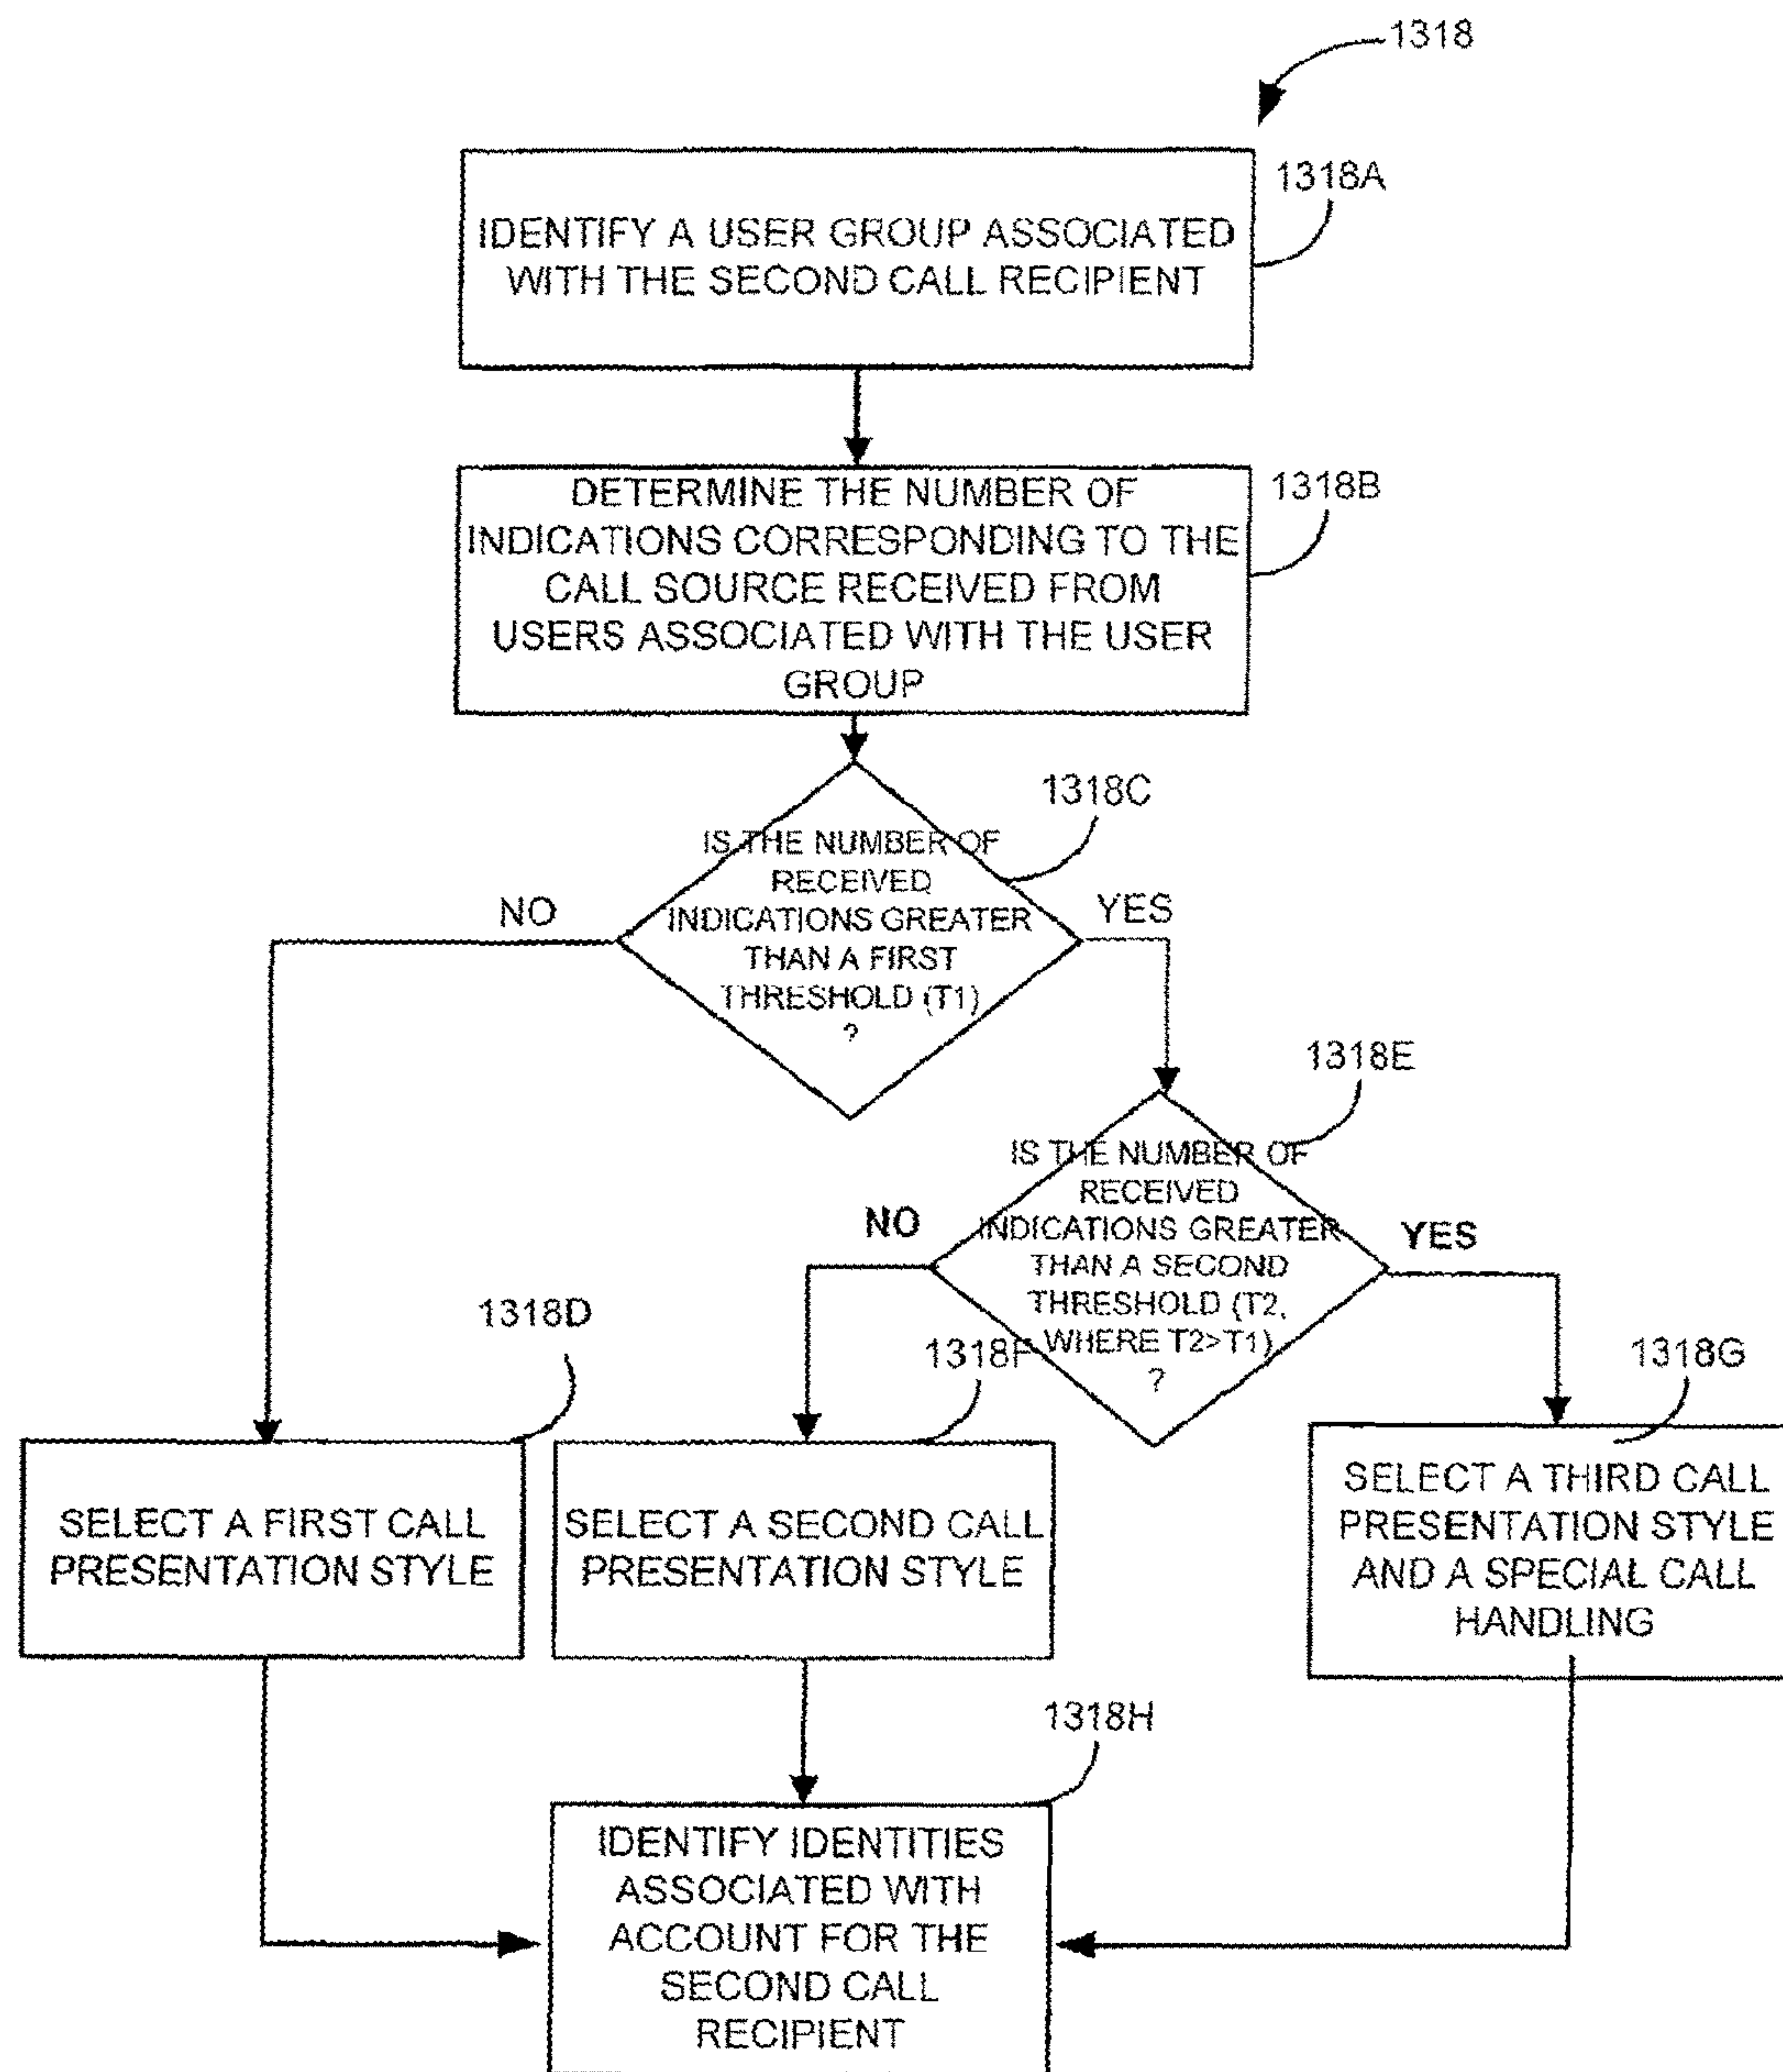 1318
1318A
IDENTIFY A USER GROUP ASSOCIATED
WITH THE SECOND CALL RECIPIENT
1318B
DETERMINE THE NUMBER OF
INDICATIONS CORRESPONDING TO THE
CALL SOURCE RECEIVED FROM
USERS ASSOCIATED WITH THE USER
GROUP
1318C
IS THE NUMBER OF
RECEIVED
INDICATIONS GREATER
THAN A FIRST
THRESHOLD (T1)
?
NO
YES
1318E
IS THE NUMBER OF
RECEIVED
INDICATIONS GREATER
THAN A SECOND
THRESHOLD (T2,
WHERE T2>T1)
?
NO
YES
1318D
SELECT A FIRST CALL
PRESENTATION STYLE
1318F
SELECT A SECOND CALL
PRESENTATION STYLE
1318G
SELECT A THIRD CALL
PRESENTATION STYLE
AND A SPECIAL CALL
HANDLING
1318H
IDENTIFY IDENTITIES
ASSOCIATED WITH
ACCOUNT FOR THE
SECOND CALL
RECIPIENT